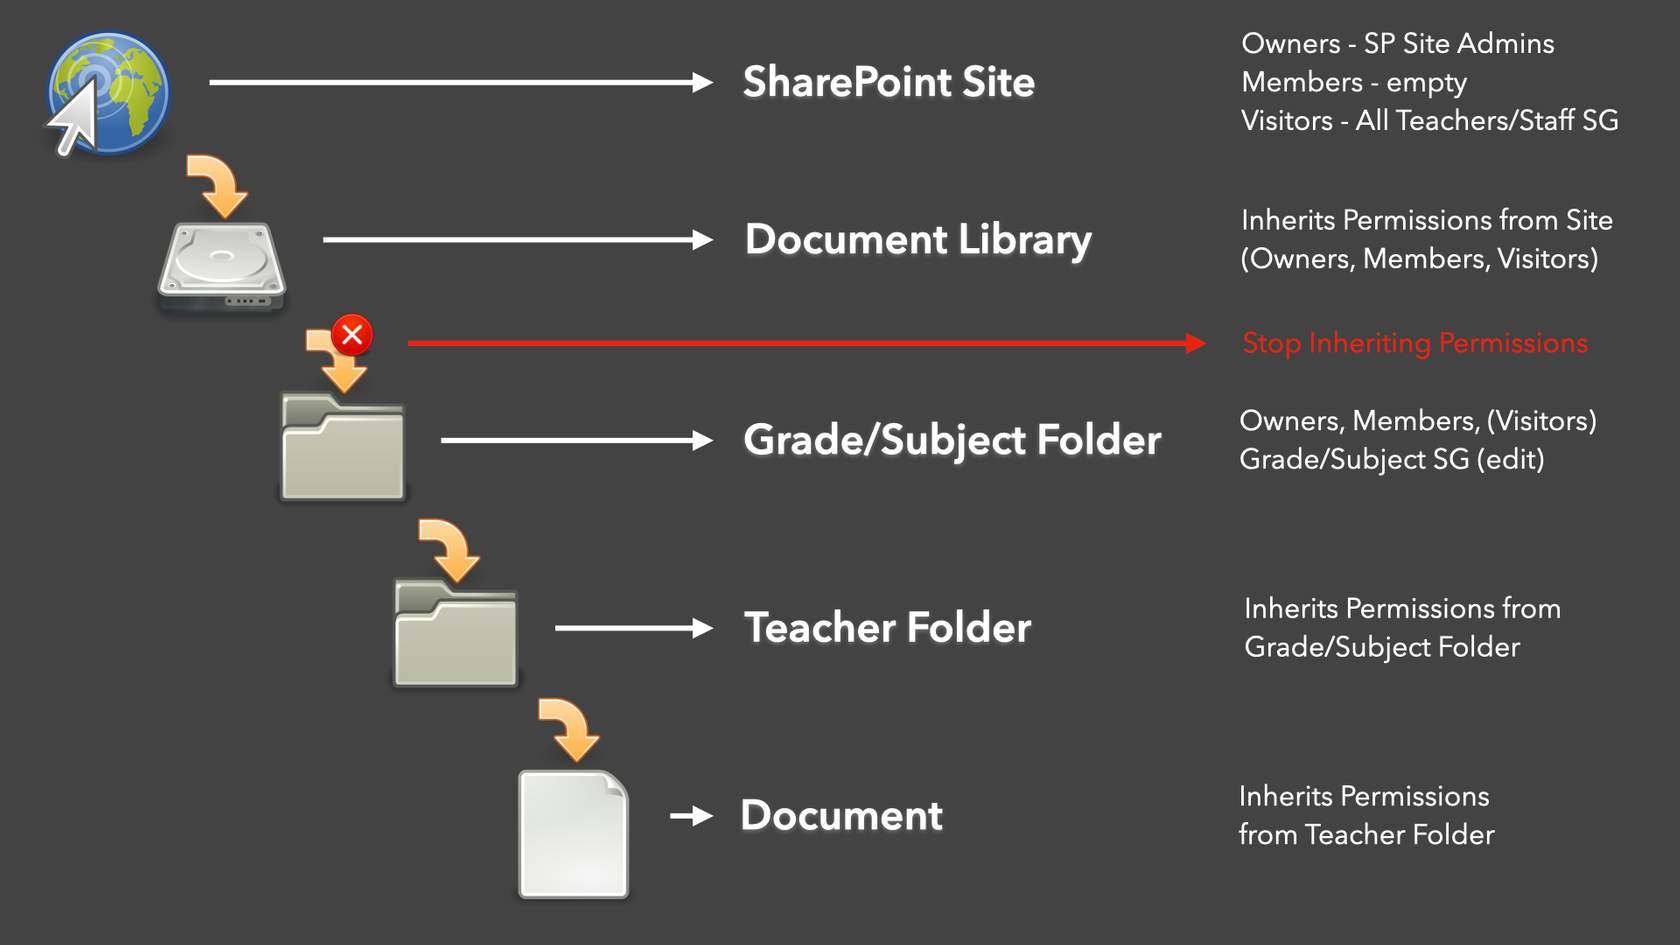 SharePoint Site
Owners - SP Site Admins
Members - empty
Visitors - All Teachers/Staff SG
Document Library
Inherits Permissions from Site
(Owners, Members, Visitors)
Stop Inheriting Permissions
Grade/Subject Folder
Owners, Members, (Visitors)
Grade/Subject SG (edit)
Teacher Folder
Inherits Permissions from
Grade/Subject Folder
Document
Inherits Permissions
from Teacher Folder